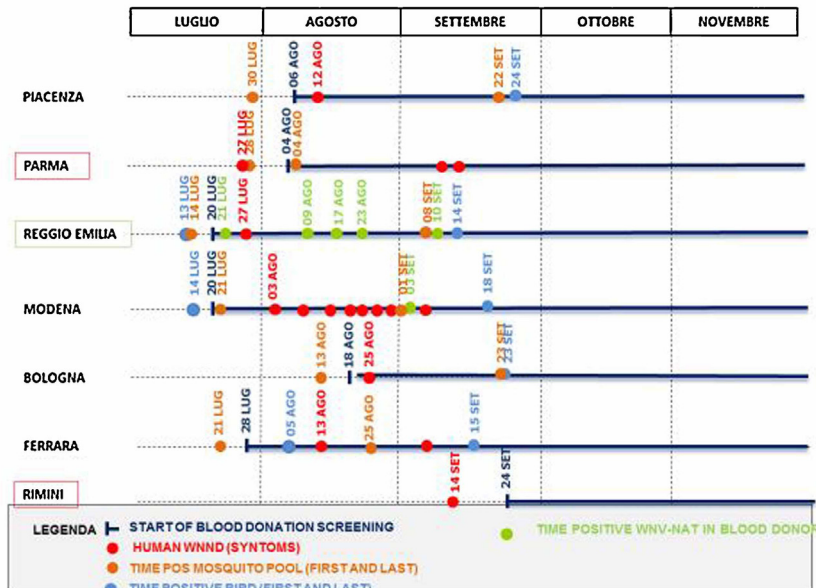 LUGLIO AGOSTO SETTEMBRE OTTOBRE NOVEMBRE
30 LUG 06 AGO 12 AGO 22 SET 24 SET
PIACENZA
27 LUG 28 LUG 04 AGO 04 AGO
PARMA
13 LUG 14 LUG 20 LUG 21 LUG 27 LUG 09 AGO 17 AGO 23 AGO 08 SET 10 SET 14 SET
REGGIO EMILIA
14 LUG 20 LUG 21 LUG 03 AGO 01 SET 03 SET 18 SET
MODENA
13 AGO 18 AGO 25 AGO 23 SET 23 SET
BOLOGNA
21 LUG 28 LUG 05 AGO 13 AGO 25 AGO 15 SET
FERRARA
14 SET 24 SET
RIMINI
LEGENDA START OF BLOOD DONATION SCREENING TIME POSITIVE WNV-NAT IN BLOOD DONOR
HUMAN WNND (SYNTOMS)
TIME POS MOSQUITO POOL (FIRST AND LAST)
TIME POSITIVE BIRD (FIRST AND LAST)